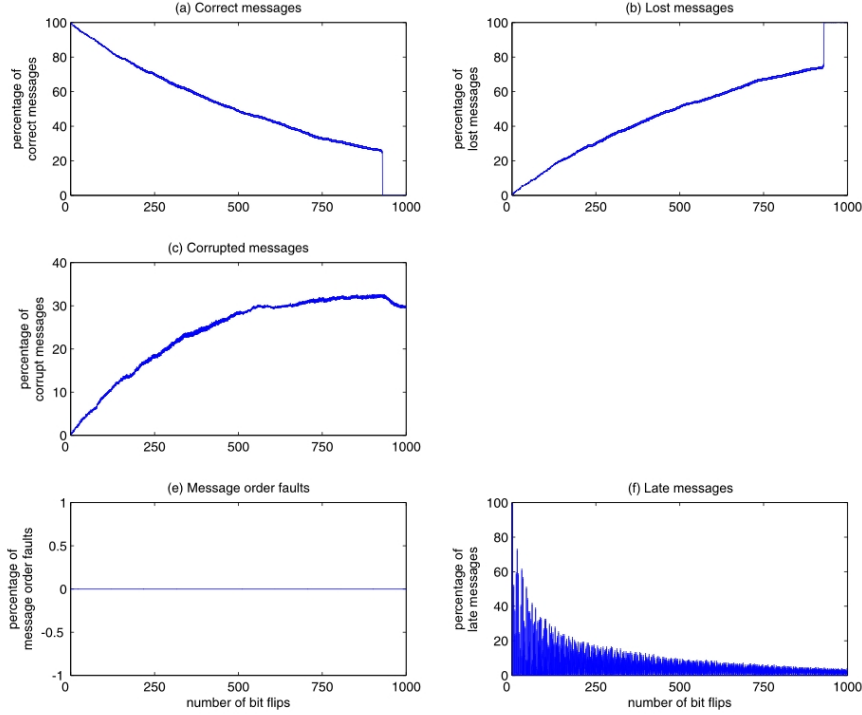 (a) Correct messages
100
80
60
40
20
0
percentage of
correct messages
0 250 500 750 1000
(b) Lost messages
100
80
60
40
20
0
percentage of
lost messages
0 250 500 750 1000
(c) Corrupted messages
40
30
20
10
0
percentage of
corrupt messages
0 250 500 750 1000
(e) Message order faults
1
0.5
0
-0.5
-1
percentage of
message order faults
0 250 500 750 1000
number of bit flips
(f) Late messages
100
80
60
40
20
0
percentage of
late messages
0 250 500 750 1000
number of bit flips